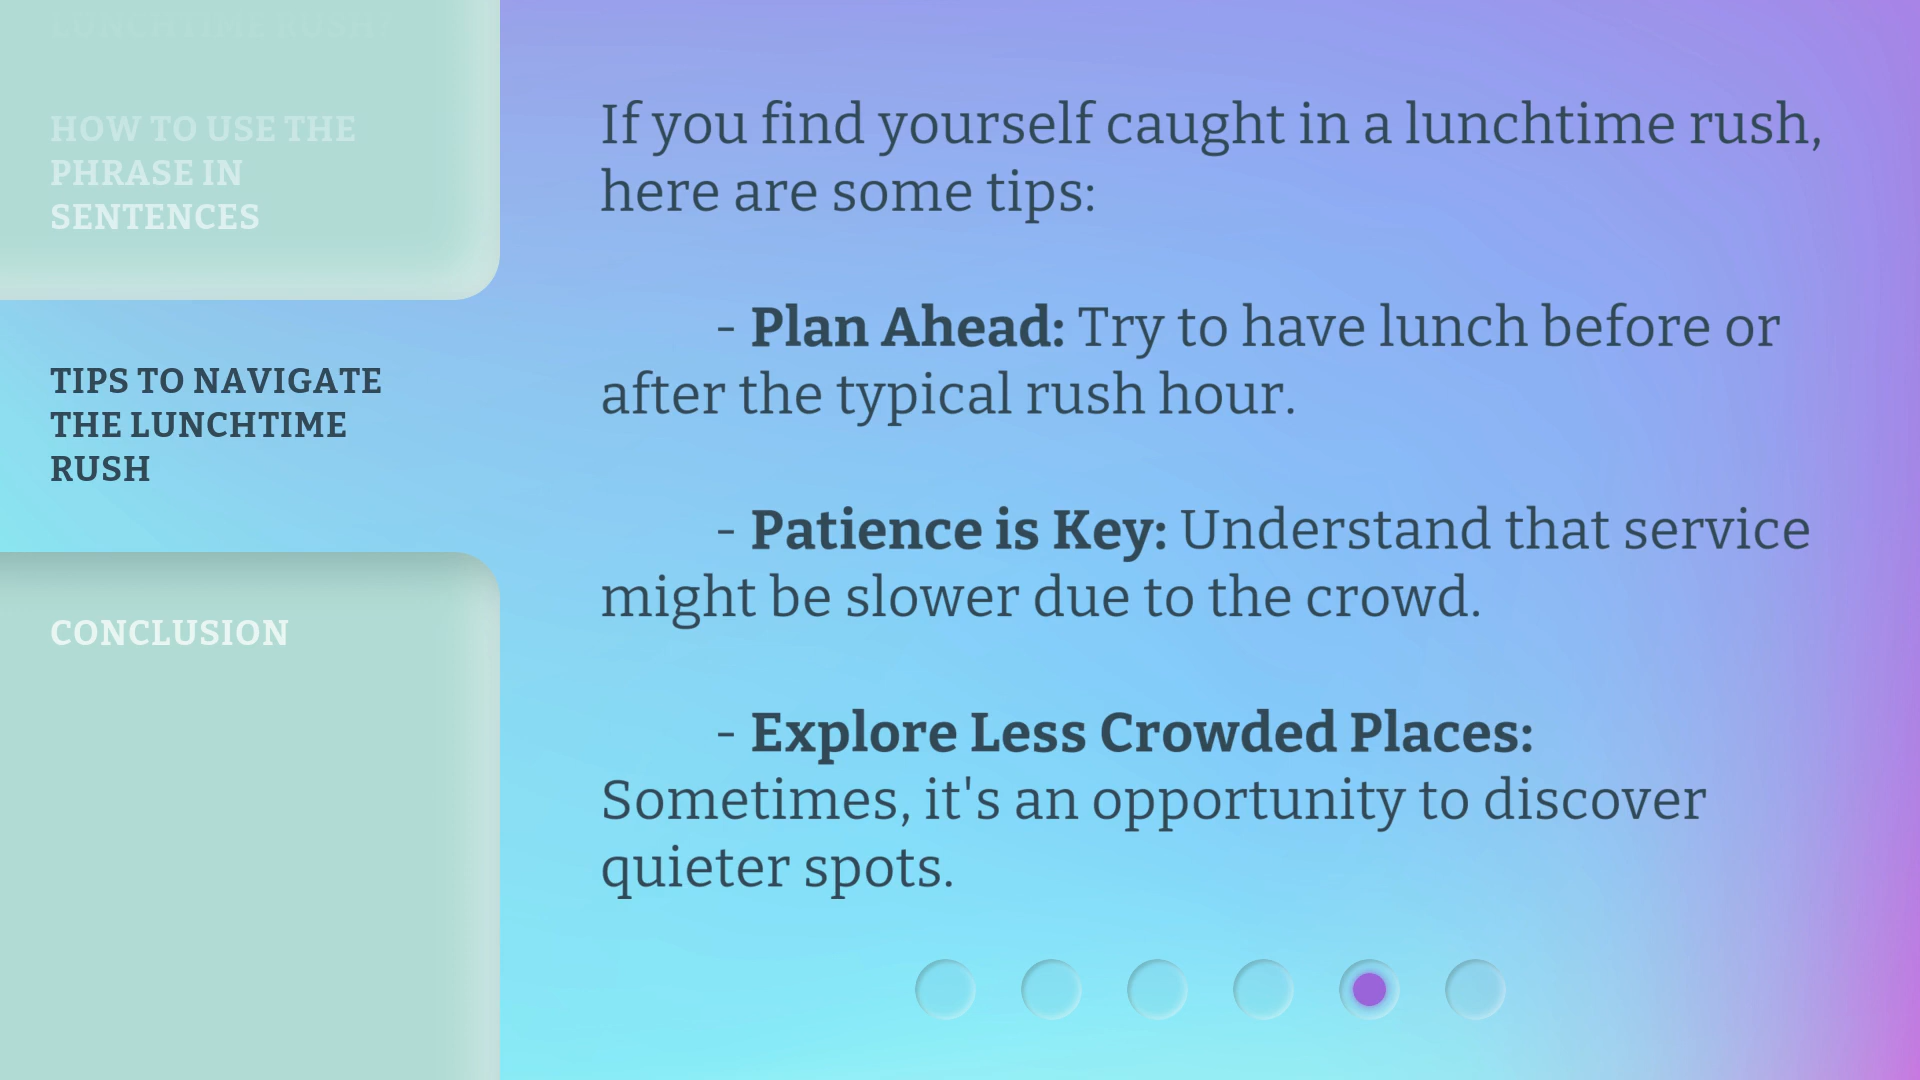 LUNCHTIME RUSH?
HOW TO USE THE
PHRASE IN
SENTENCES
TIPS TO NAVIGATE
THE LUNCHTIME
RUSH
CONCLUSION
If you find yourself caught in a lunchtime rush,
here are some tips:
- Plan Ahead: Try to have lunch before or
after the typical rush hour.
- Patience is Key: Understand that service
might be slower due to the crowd.
- Explore Less Crowded Places:
Sometimes, it's an opportunity to discover
quieter spots.